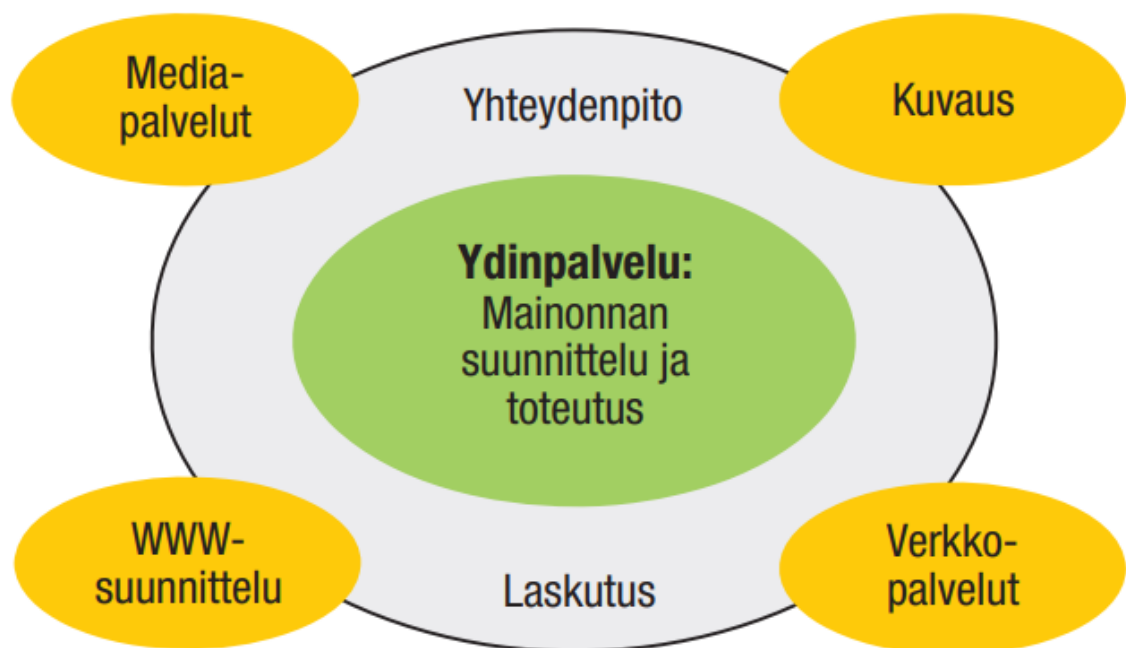 Media-
palvelut
Yhteydenpito
Kuvaus
Ydinpalvelu:
Mainonnan
suunnittelu ja
toteutus
WWW-
suunnittelu
Laskutus
Verkko-
palvelut